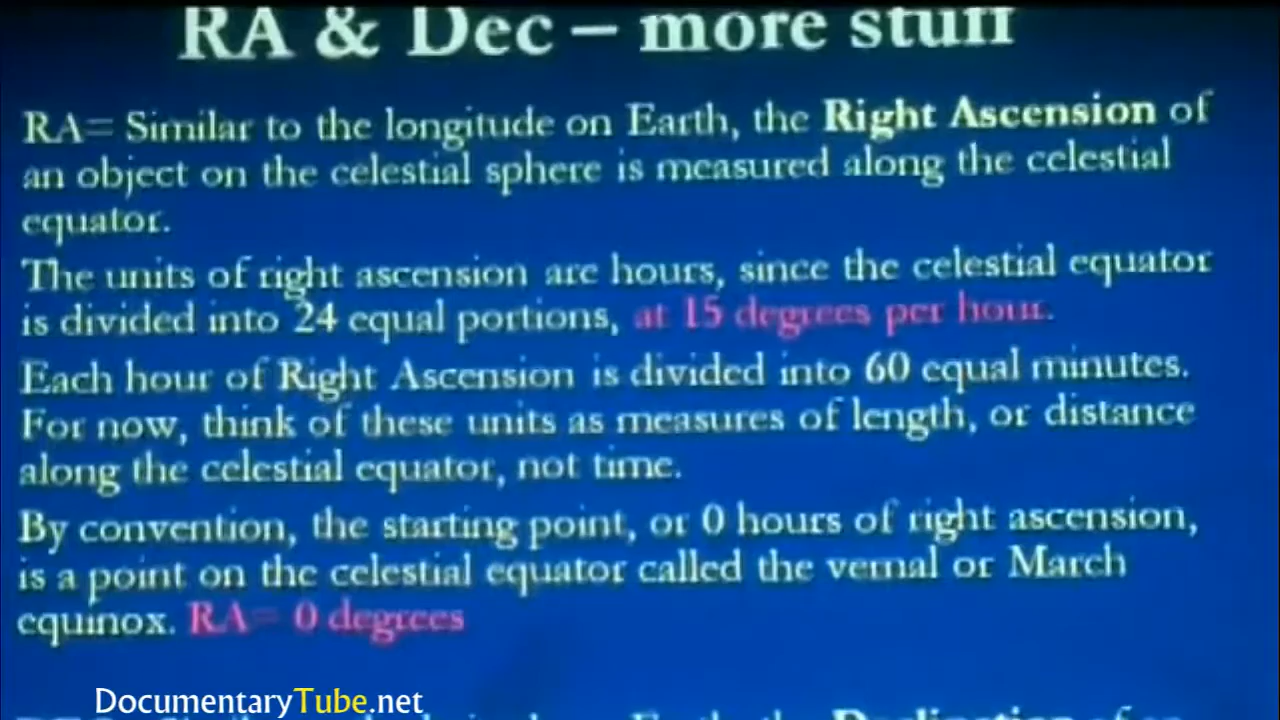 RA & Dec – more stuff
RA= Similar to the longitude on Earth, the Right Ascension of
an object on the celestial sphere is measured along the celestial
equator.
The units of right ascension are hours, since the celestial equator
is divided into 24 equal portions, at 15 degrees per hour.
Each hour of Right Ascension is divided into 60 equal minutes.
For now, think of these units as measures of length, or distance
along the celestial equator, not time.
By convention, the starting point, or 0 hours of right ascension,
is a point on the celestial equator called the vernal or March
equinox. RA= 0 degrees
DocumentaryTube.net
Earth, the Declination of